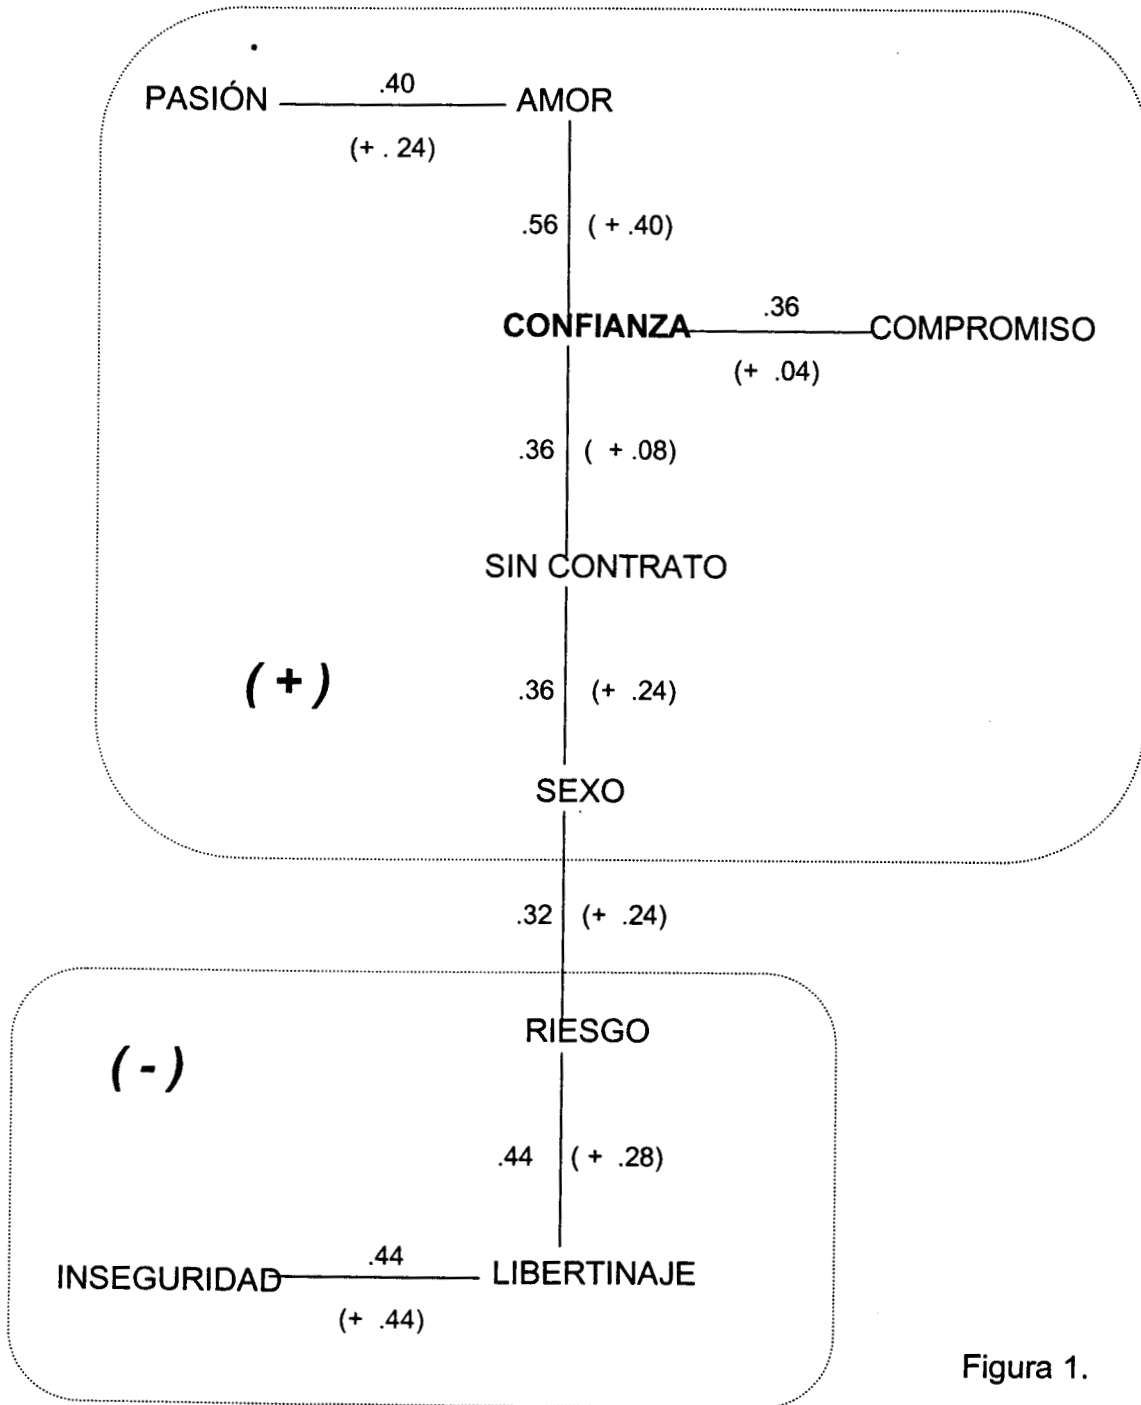 .40
PASIÓN AMOR
(+ . 24)
.56 ( + .40)
.36
CONFIANZA COMPROMISO
(+ .04)
.36 ( + .08)
SIN CONTRATO
(+) .36 (+ .24)
SEXO
.32 (+ .24)
RIESGO
(-)
.44 ( + .28)
.44
INSEGURIDAD LIBERTINAJE
(+ .44)
Figura 1.